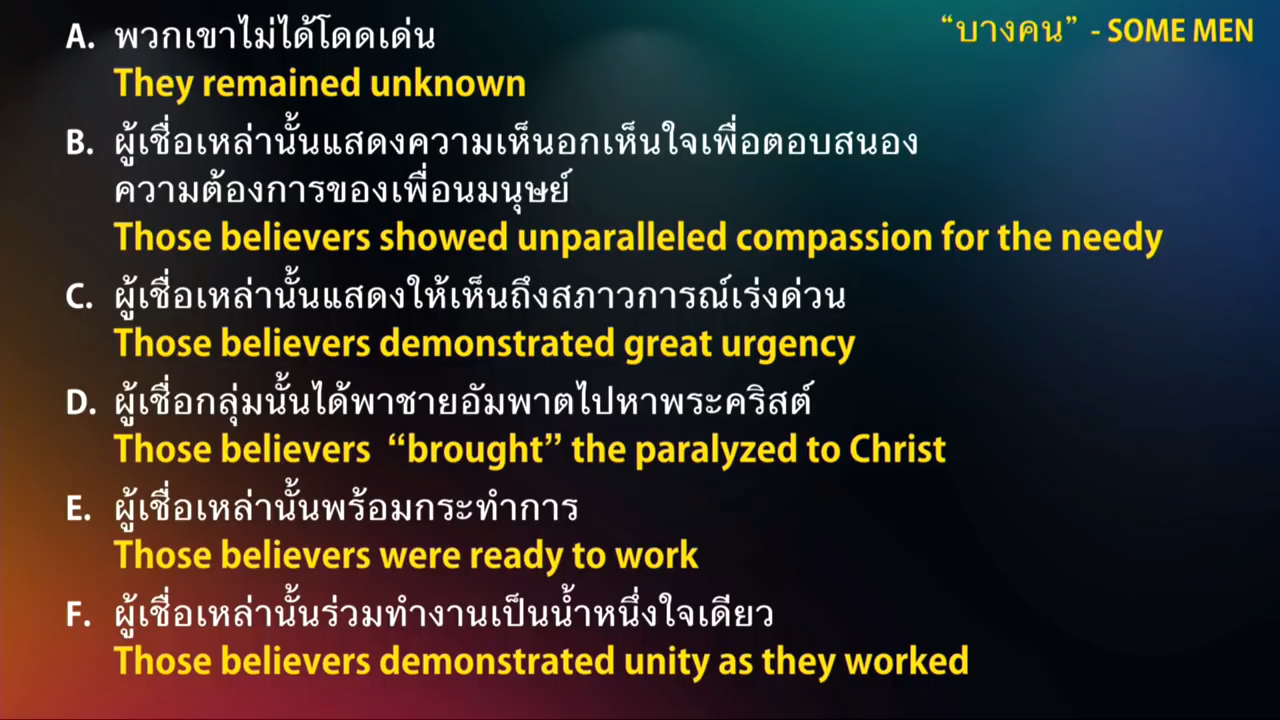 “บางคน” - SOME MEN
A. พวกเขาไม่ได้โดดเด่น
They remained unknown
B. ผู้เชื่อเหล่านั้นแสดงความเห็นอกเห็นใจเพื่อตอบสนอง
ความต้องการของเพื่อนมนุษย์
Those believers showed unparalleled compassion for the needy
C. ผู้เชื่อเหล่านั้นแสดงให้เห็นถึงสภาวการณ์เร่งด่วน
Those believers demonstrated great urgency
D. ผู้เชื่อกลุ่มนั้นได้พาชายอัมพาตไปหาพระคริสต์
Those believers “brought” the paralyzed to Christ
E. ผู้เชื่อเหล่านั้นพร้อมกระทำการ
Those believers were ready to work
F. ผู้เชื่อเหล่านั้นร่วมทำงานเป็นน้ำหนึ่งใจเดียว
Those believers demonstrated unity as they worked